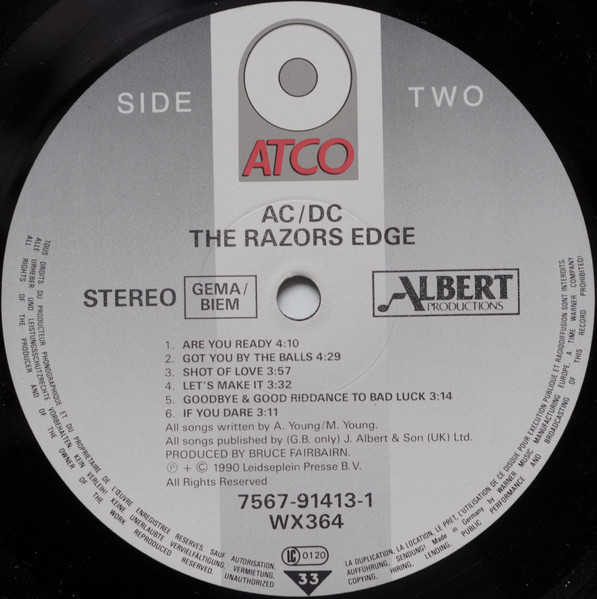 SIDE TWO
ATCO
AC/DC
THE RAZORS EDGE
STEREO
GEMA/
BIEM
ALBERT
PRODUCTIONS
1. ARE YOU READY 4:10
2. GOT YOU BY THE BALLS 4:29
3. SHOT OF LOVE 3:57
4. LET'S MAKE IT 3:32
5. GOODBYE & GOOD RIDDANCE TO BAD LUCK 3:14
6. IF YOU DARE 3:11
All songs written by A. Young/M. Young.
All songs published by (G.B. only) J. Albert & Son (UK) Ltd.
PRODUCED BY BRUCE FAIRBAIRN.
℗ + © 1990 Leidseplein Presse B.V.
All Rights Reserved
7567-91413-1
WX364
LC 0120
33
TOUS DROITS DU PRODUCTEUR PHONOGRAPHIQUE ET DU PROPRIETAIRE DE L'ŒUVRE ENREGISTREE RESERVES. SAUF AUTORISATION, LA DUPLICATION, LA LOCATION, LE PRET, L'UTILISATION DE CE DISQUE POUR EXECUTION PUBLIQUE ET RADIODIFFUSION SONT INTERDITS.
ALLE URHEBER- UND LEISTUNGSSCHUTZRECHTE VORBEHALTEN. KEIN VERLEIH! KEINE UNERLAUBTE VERVIELFÄLTIGUNG, VERMIETUNG, AUFFÜHRUNG, SENDUNG! Made in Germany by WARNER MUSIC MANUFACTURING EUROPE. A TIME WARNER COMPANY
ALL RIGHTS OF THE PRODUCER AND OF THE OWNER OF THE WORK REPRODUCED RESERVED. UNAUTHORIZED COPYING, HIRING, LENDING, PUBLIC PERFORMANCE AND BROADCASTING OF THIS RECORD PROHIBITED!